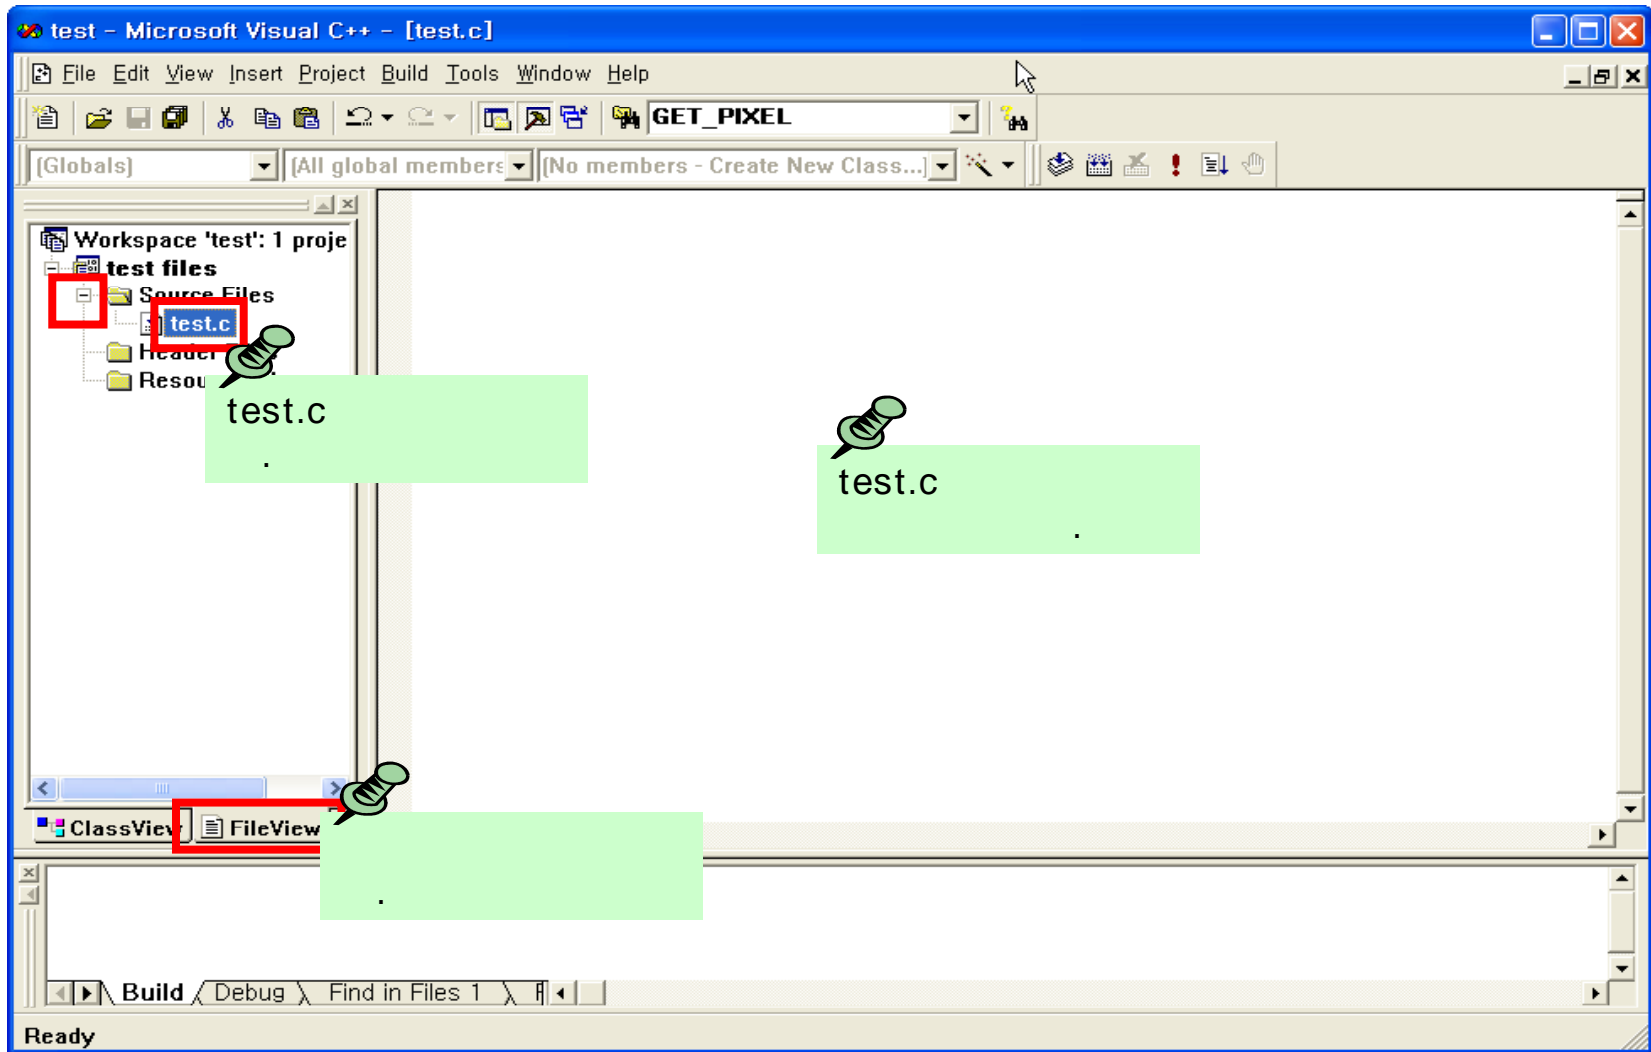 test - Microsoft Visual C++ - [test.c]
File Edit View Insert Project Build Tools Window Help
GET_PIXEL
(Globals) (All global members (No members - Create New Class...)
Workspace 'test': 1 proje
test files
Source Files
test.c
Header
Resou
test.c
.
test.c
.
ClassView FileView
.
Build Debug Find in Files 1
Ready